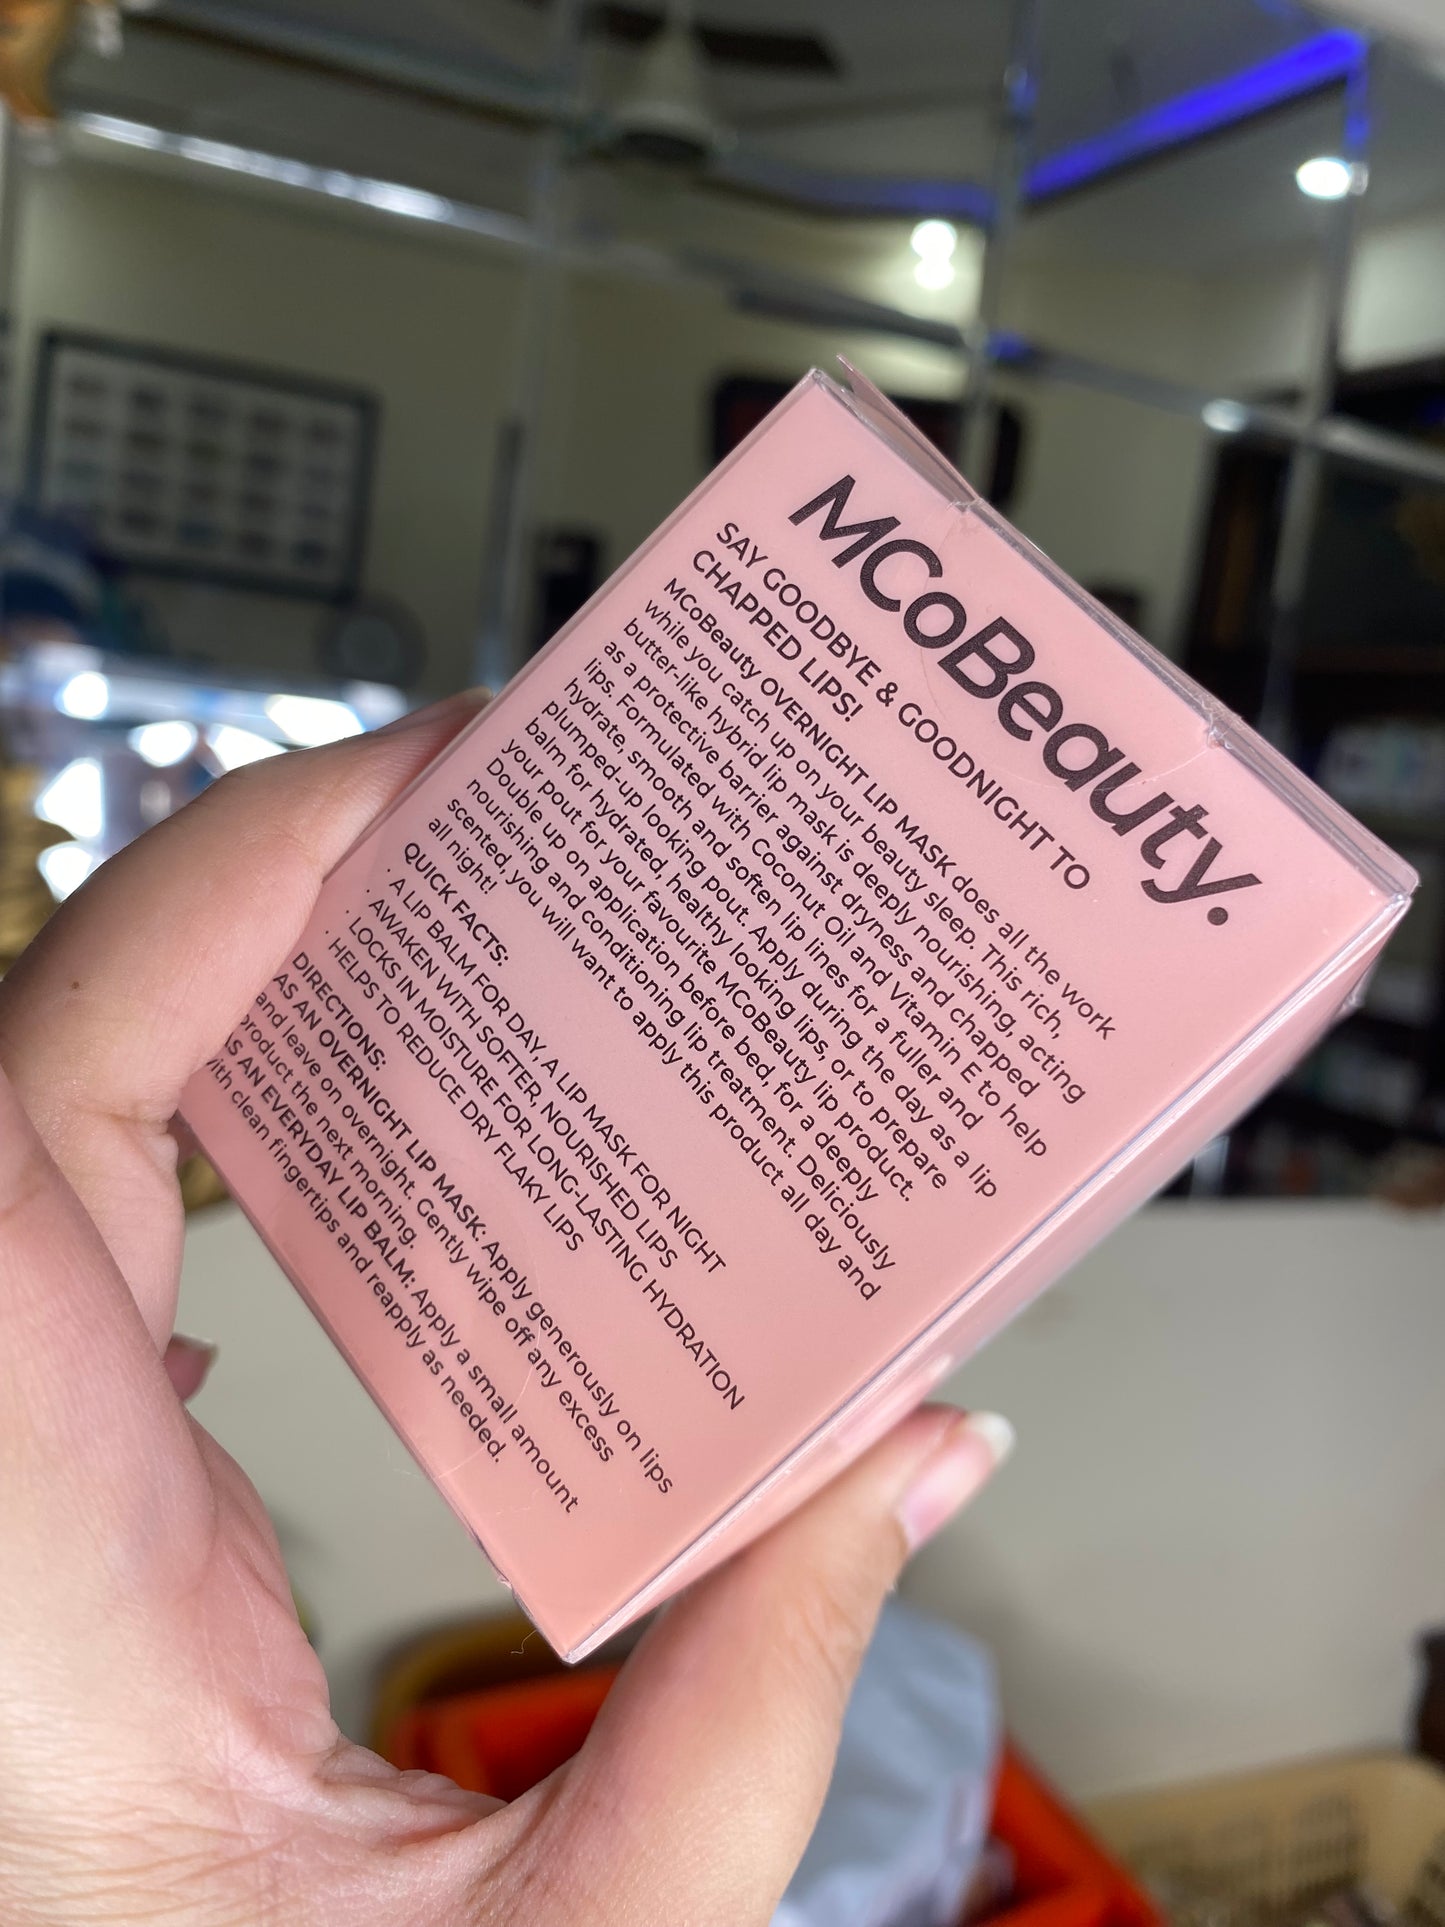 MCoBeauty.
SAY GOODBYE & GOODNIGHT TO
CHAPPED LIPS!
MCoBeauty OVERNIGHT LIP MASK does all the work
while you catch up on your beauty sleep. This rich,
butter-like hybrid lip mask is deeply nourishing, acting
as a protective barrier against dryness and chapped
lips. Formulated with Coconut Oil and Vitamin E to help
hydrate, smooth and soften lip lines for a fuller and
plumped-up looking pout. Apply during the day as a lip
balm for hydrated, healthy looking lips, or to prepare
your pout for your favourite MCoBeauty lip product.
Double up on application before bed, for a deeply
nourishing and conditioning lip treatment. Deliciously
scented, you will want to apply this product all day and
all night!
QUICK FACTS:
· A LIP BALM FOR DAY, A LIP MASK FOR NIGHT
· AWAKEN WITH SOFTER, NOURISHED LIPS
· LOCKS IN MOISTURE FOR LONG-LASTING HYDRATION
· HELPS TO REDUCE DRY FLAKY LIPS
DIRECTIONS:
AS AN OVERNIGHT LIP MASK: Apply generously on lips
and leave on overnight. Gently wipe off any excess
product the next morning.
AS AN EVERYDAY LIP BALM: Apply a small amount
with clean fingertips and reapply as needed.